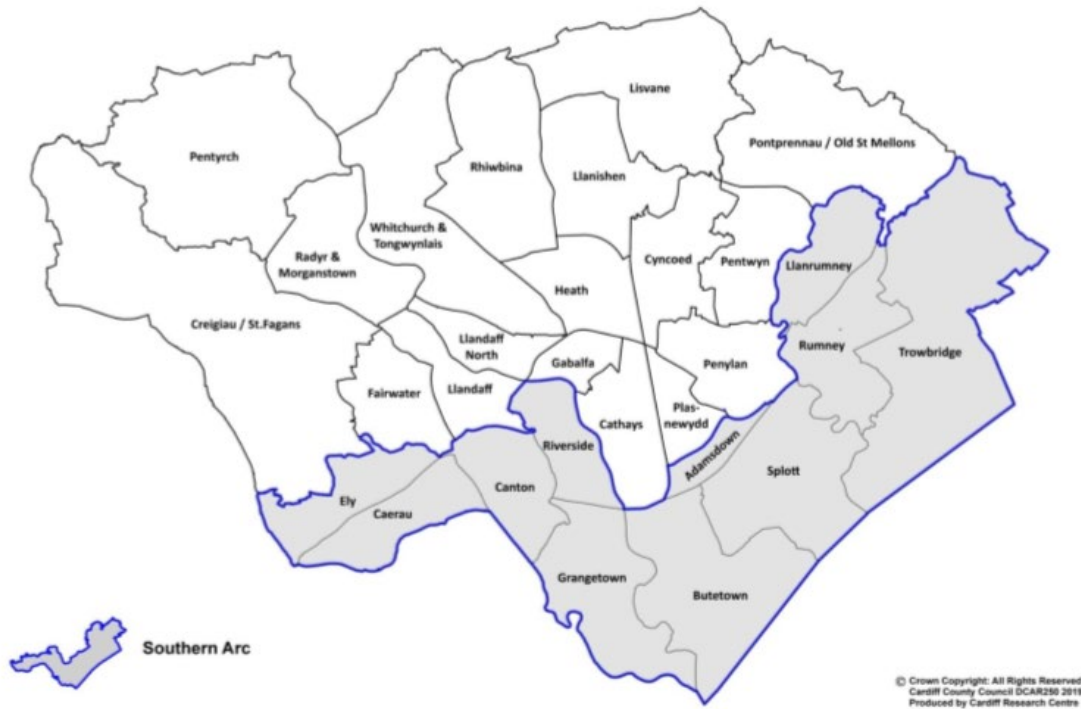 Lisvane
Pontprennau / Old St Mellons
Pentyrch
Rhiwbina
Llanishen
Whitchurch &
Tongwynlais
Radyr &
Morganstown
Cyncoed
Pentwyn
Llanrumney
Heath
Creigiau / St.Fagans
Llandaff
North
Rumney
Trowbridge
Gabalfa
Penylan
Fairwater
Llandaff
Plas-
newydd
Cathays
Riverside
Adamsdown
Splott
Canton
Ely
Caerau
Grangetown
Butetown
Southern Arc
© Crown Copyright: All Rights Reserved
Cardiff County Council DCAR250 2019
Produced by Cardiff Research Centre